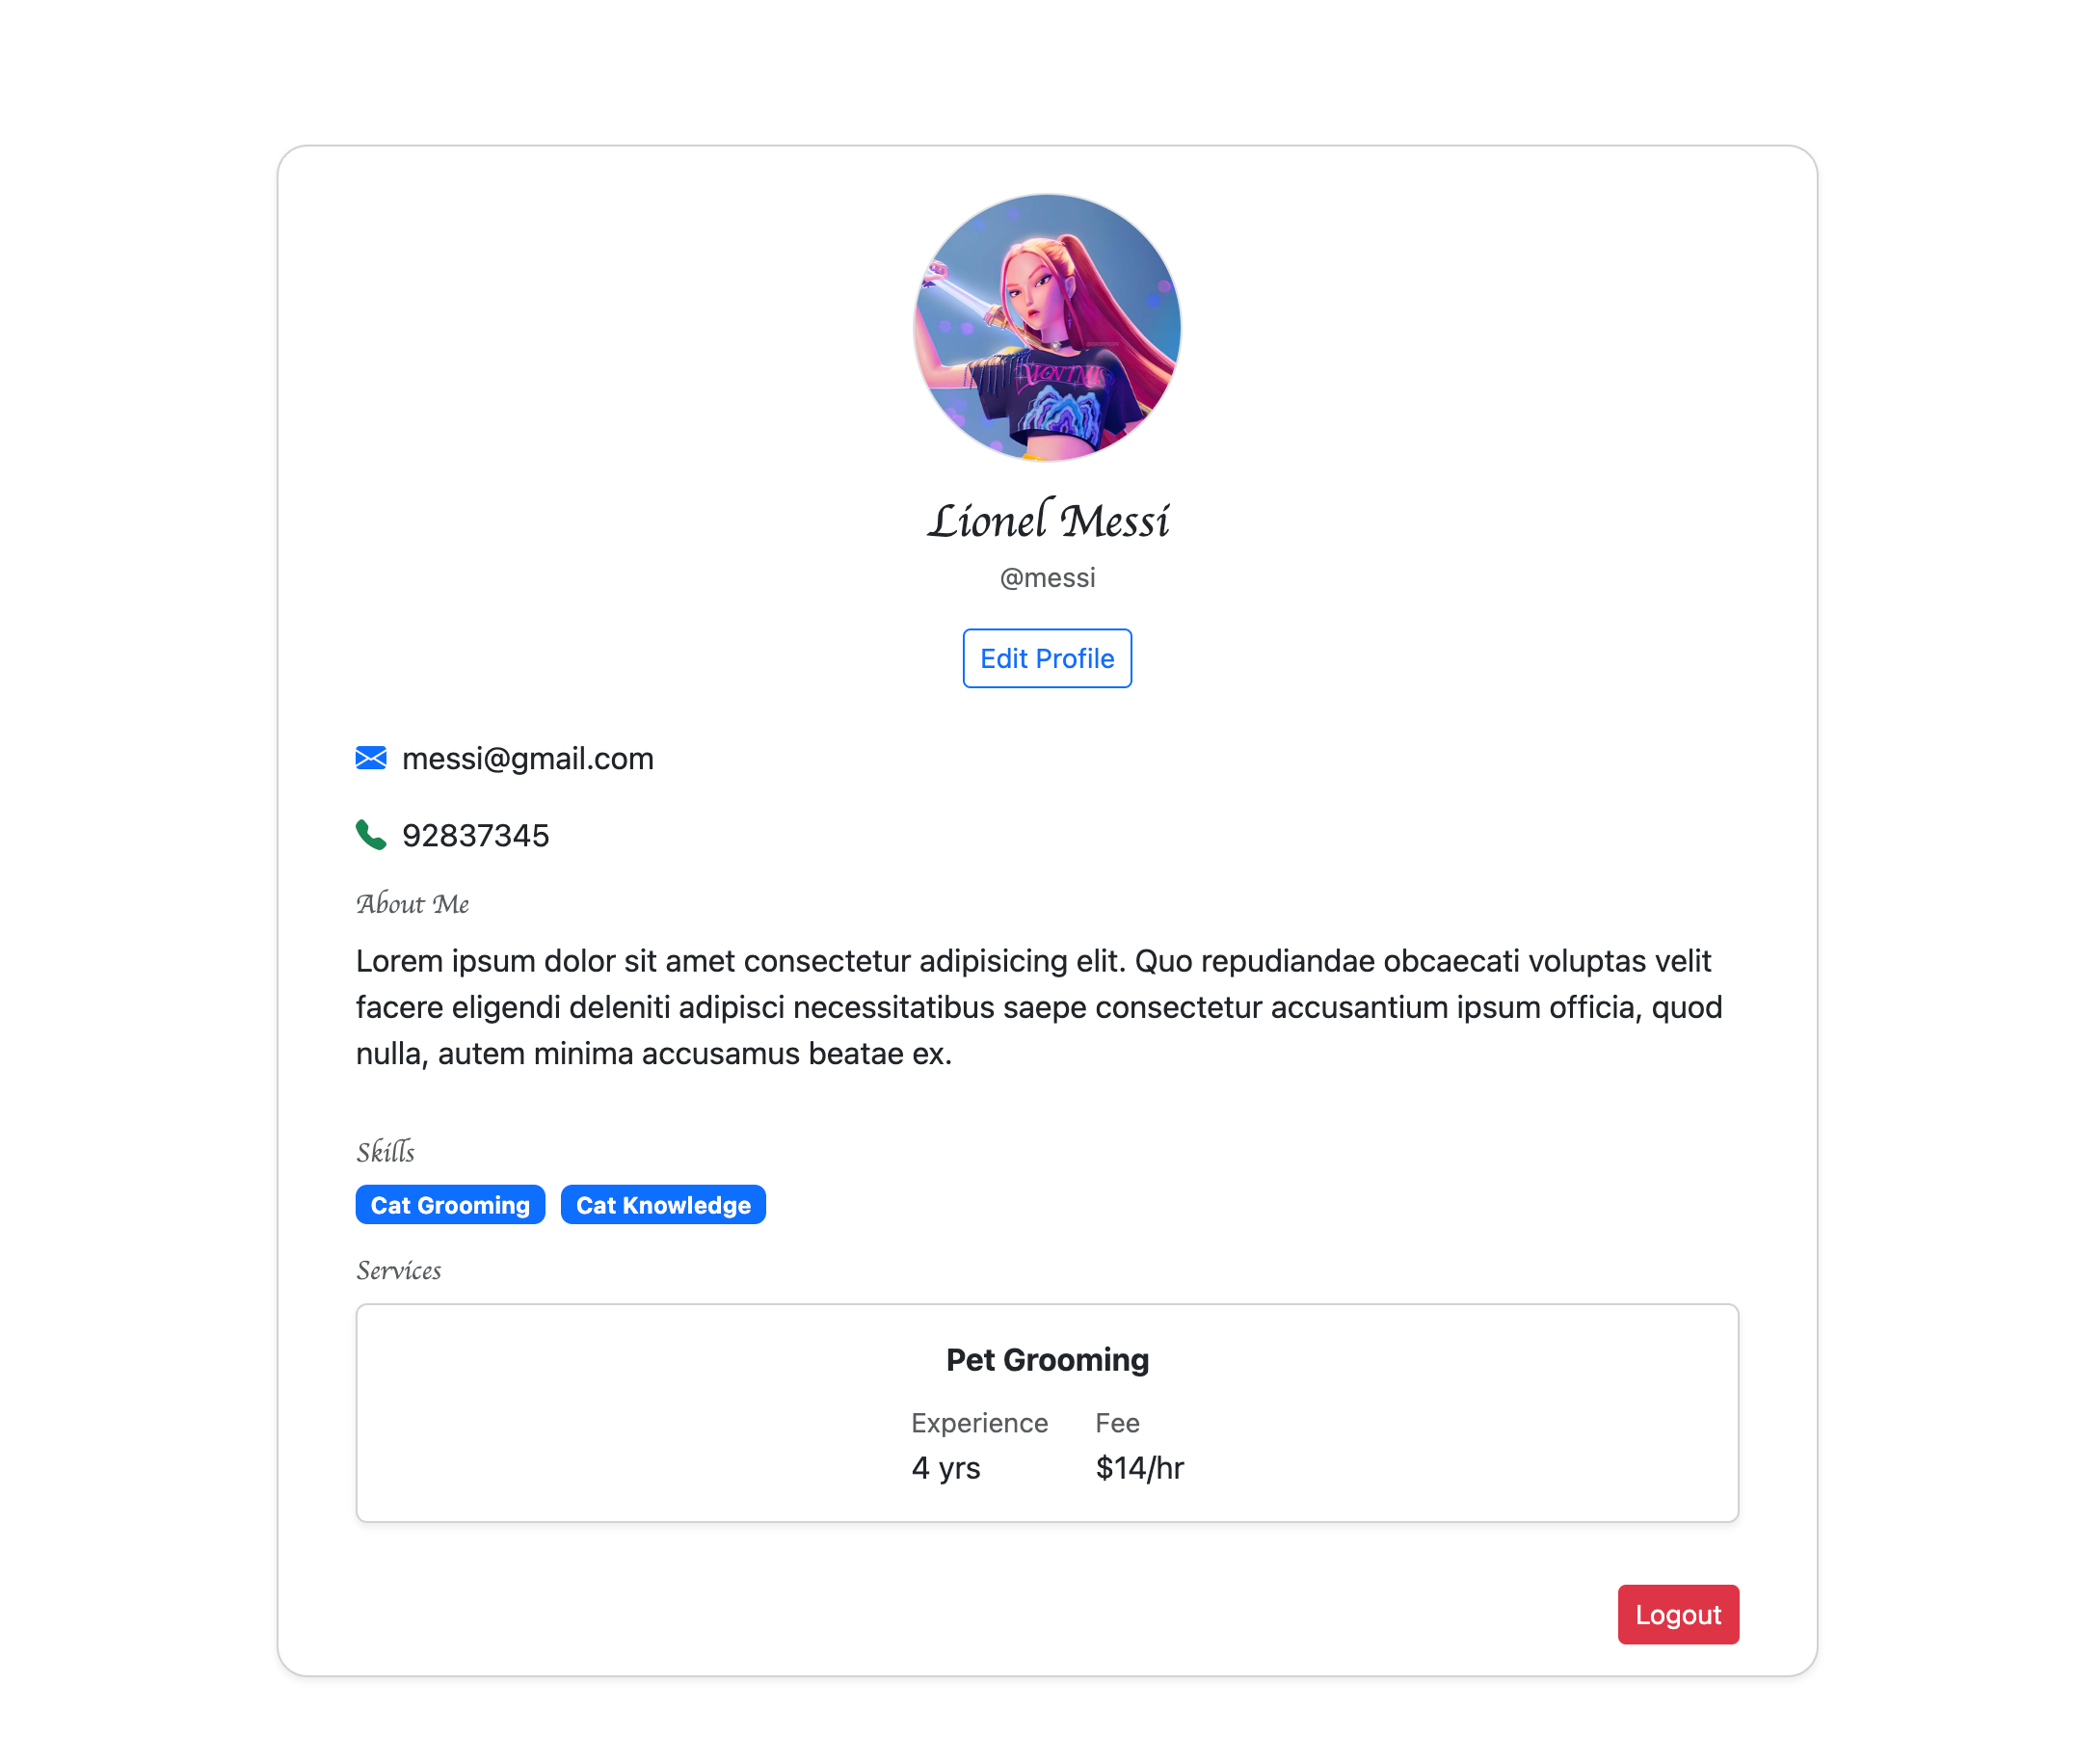 Lionel Messi
@messi
Edit Profile
messi@gmail.com
92837345
About Me
Lorem ipsum dolor sit amet consectetur adipisicing elit. Quo repudiandae obcaecati voluptas velit
facere eligendi deleniti adipisci necessitatibus saepe consectetur accusantium ipsum officia, quod
nulla, autem minima accusamus beatae ex.
Skills
Cat Grooming Cat Knowledge
Services
Pet Grooming
Experience Fee
4 yrs $14/hr
Logout